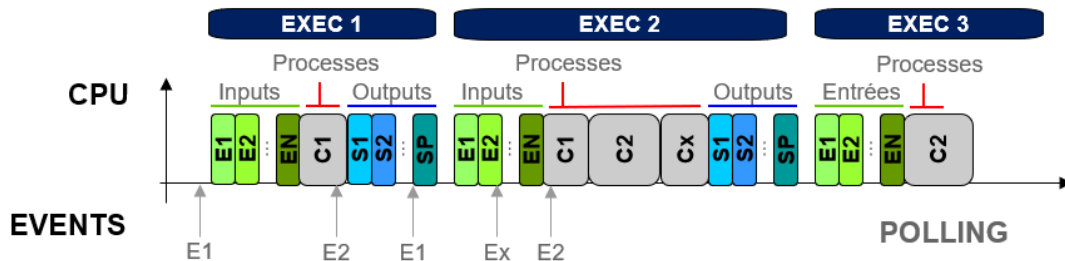 EXEC 1 EXEC 2 EXEC 3
Processes Processes Processes
CPU Inputs Outputs Inputs Outputs Entrées
E1 E2 ... EN C1 S1 S2 ... SP E1 E2 ... EN C1 C2 Cx S1 S2 ... SP E1 E2 ... EN C2
EVENTS E1 E2 E1 Ex E2 POLLING